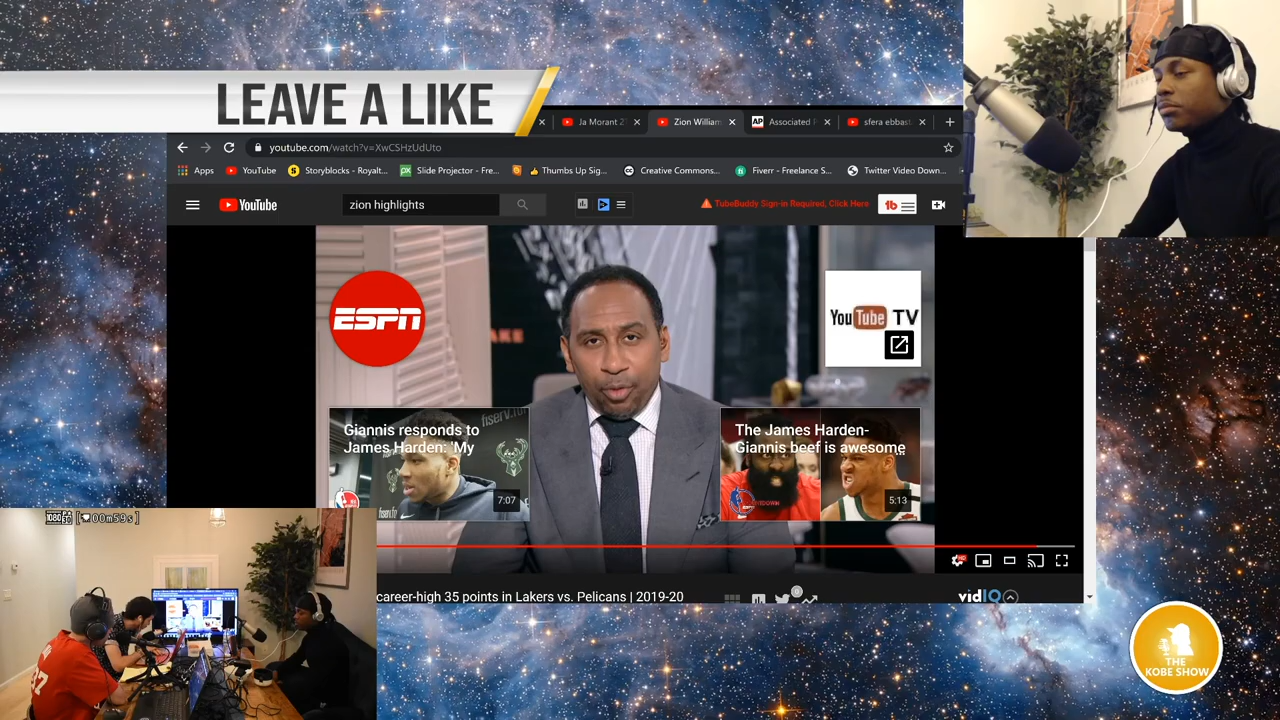 LEAVE A LIKE
Ja Morant 2
Zion William
Associated P
sfera ebbast
youtube.com/watch?v=XwCSHzUdUto
Apps
YouTube
Storyblocks - Royalt...
Slide Projector - Fre...
Thumbs Up Sig...
Creative Commons...
Fiverr - Freelance S...
Twitter Video Down...
YouTube
zion highlights
TubeBuddy Sign-in Required, Click Here
tb
ESPN
YouTube TV
Giannis responds to
James Harden: 'My
7:07
The James Harden-
Giannis beef is awesome
5:13
career-high 35 points in Lakers vs. Pelicans | 2019-20
vidIQ
THE
KOBE SHOW